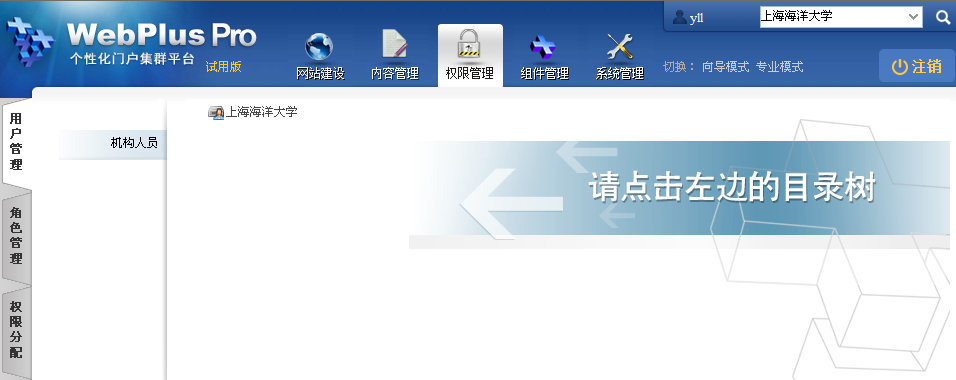 yll
上海海洋大学
WebPlus Pro
个性化门户集群平台
试用版
网站建设
内容管理
权限管理
组件管理
系统管理
切换： 向导模式 专业模式
注销
用户管理
角色管理
权限分配
机构人员
上海海洋大学
请点击左边的目录树